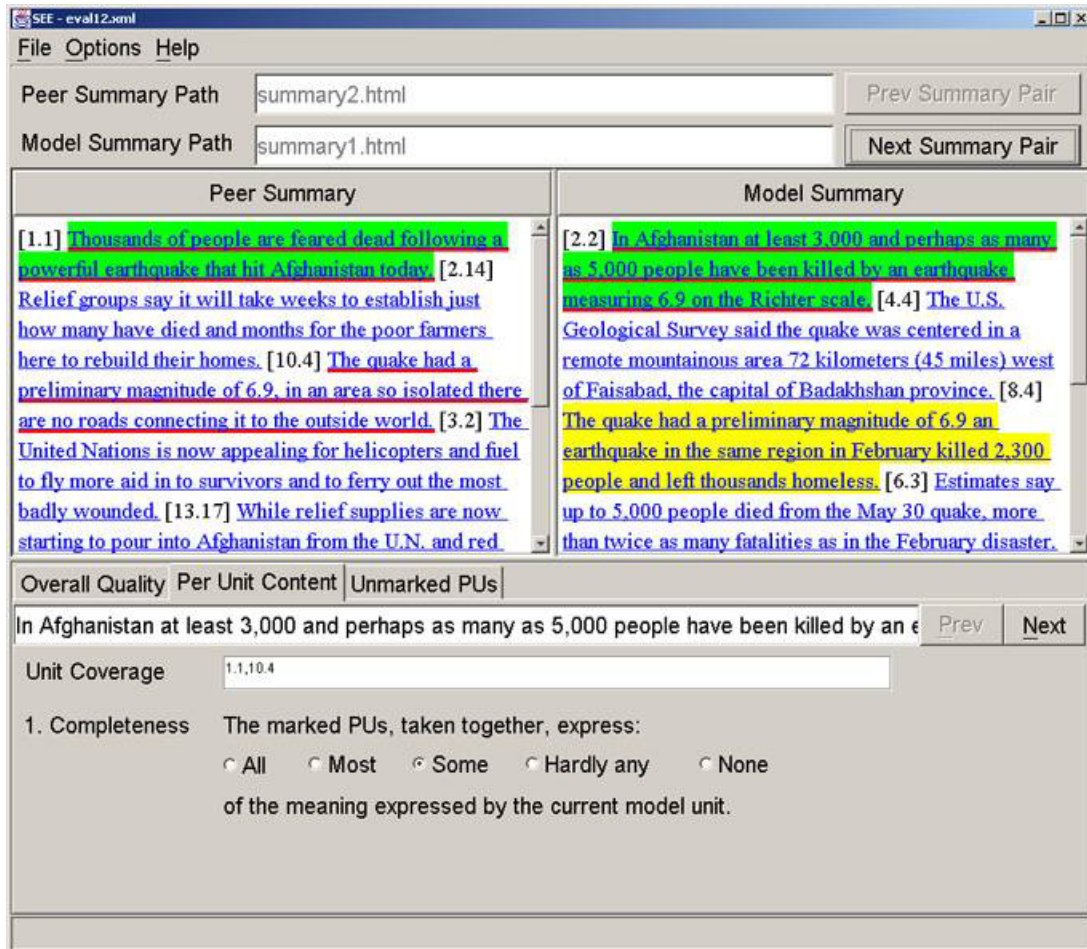 SEE - eval12.xml
File Options Help
Peer Summary Path summary2.html Prev Summary Pair
Model Summary Path summary1.html Next Summary Pair
Peer Summary
[1.1] Thousands of people are feared dead following a
powerful earthquake that hit Afghanistan today. [2.14]
Relief groups say it will take weeks to establish just
how many have died and months for the poor farmers
here to rebuild their homes. [10.4] The quake had a
preliminary magnitude of 6.9, in an area so isolated there
are no roads connecting it to the outside world. [3.2] The
United Nations is now appealing for helicopters and fuel
to fly more aid in to survivors and to ferry out the most
badly wounded. [13.17] While relief supplies are now
starting to pour into Afghanistan from the U.N. and red
Model Summary
[2.2] In Afghanistan at least 3,000 and perhaps as many
as 5,000 people have been killed by an earthquake
measuring 6.9 on the Richter scale. [4.4] The U.S.
Geological Survey said the quake was centered in a
remote mountainous area 72 kilometers (45 miles) west
of Faisabad, the capital of Badakhshan province. [8.4]
The quake had a preliminary magnitude of 6.9 an
earthquake in the same region in February killed 2,300
people and left thousands homeless. [6.3] Estimates say
up to 5,000 people died from the May 30 quake, more
than twice as many fatalities as in the February disaster.
Overall Quality Per Unit Content Unmarked PUs
In Afghanistan at least 3,000 and perhaps as many as 5,000 people have been killed by an e Prev Next
Unit Coverage 1.1,10.4
1. Completeness The marked PUs, taken together, express:
All Most Some Hardly any None
of the meaning expressed by the current model unit.